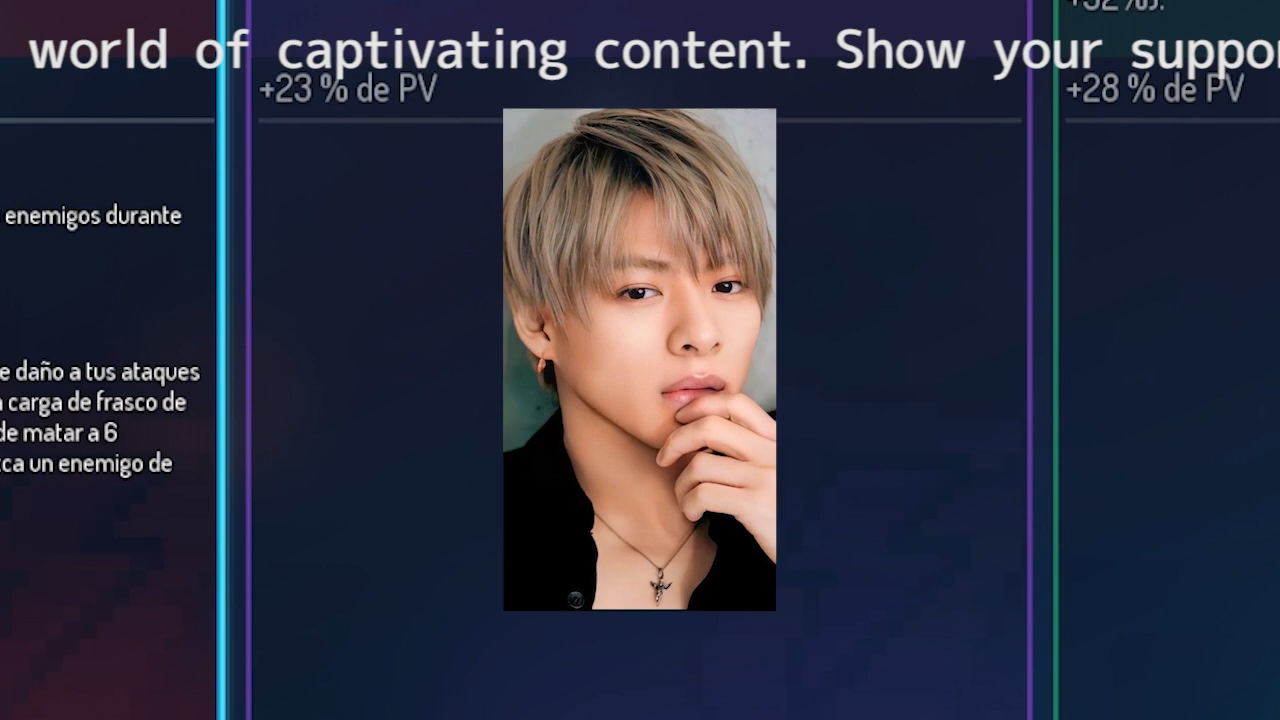 world of captivating content. Show your suppo
+23 % de PV
+28 % de PV
enemigos durante
e daño a tus ataques
carga de frasco de
de matar a 6
ca un enemigo de